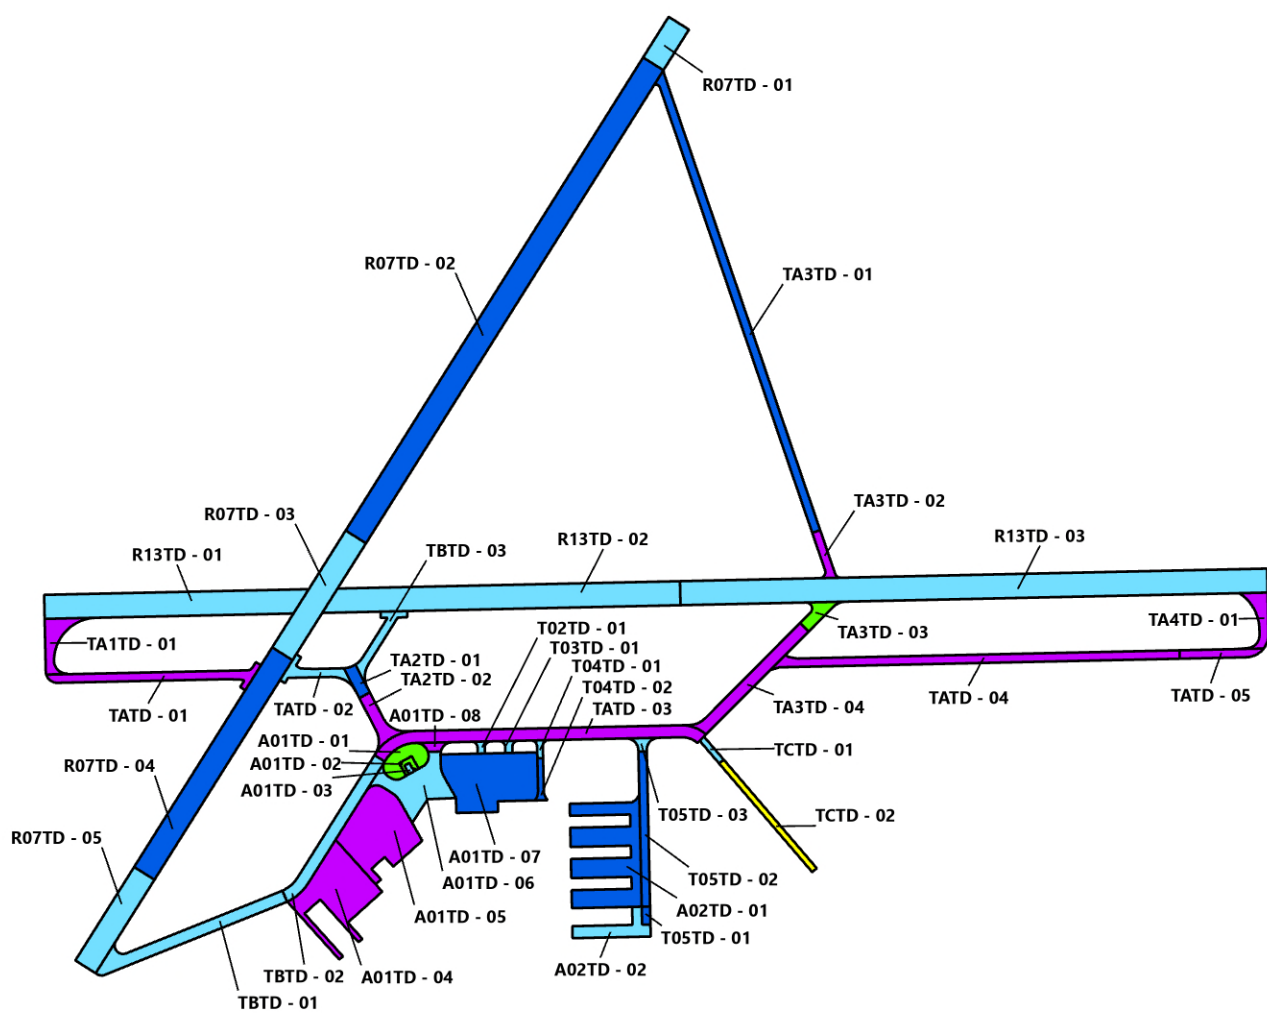 R07TD - 01
R07TD - 02
TA3TD - 01
TA3TD - 02
R07TD - 03
R13TD - 03
R13TD - 02
TBTD - 03
R13TD - 01
TA4TD - 01
T02TD - 01
TA3TD - 03
TA1TD - 01
T03TD - 01
TA2TD - 01
T04TD - 01
TA2TD - 02
T04TD - 02
TATD - 05
TATD - 04
TA3TD - 04
TATD - 03
TATD - 02
TATD - 01
A01TD - 08
A01TD - 01
TCTD - 01
A01TD - 02
R07TD - 04
A01TD - 03
T05TD - 03
TCTD - 02
R07TD - 05
A01TD - 07
T05TD - 02
A01TD - 06
A02TD - 01
A01TD - 05
T05TD - 01
A02TD - 02
TBTD - 02
A01TD - 04
TBTD - 01